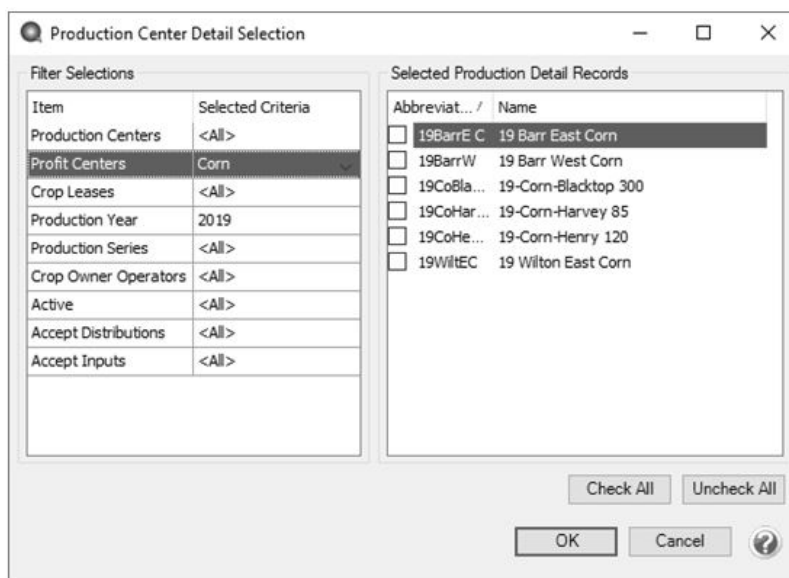 Production Center Detail Selection
Filter Selections
Item Selected Criteria
Production Centers <All>
Profit Centers Corn
Crop Leases <All>
Production Year 2019
Production Series <All>
Crop Owner Operators <All>
Active <All>
Accept Distributions <All>
Accept Inputs <All>
Selected Production Detail Records
Abbreviat... / Name
19BarrE C 19 Barr East Corn
19BarrW 19 Barr West Corn
19CoBla... 19-Corn-Blacktop 300
19CoHar... 19-Corn-Harvey 85
19CoHe... 19-Corn-Henry 120
19WiltEC 19 Wilton East Corn
Check All Uncheck All
OK Cancel ?